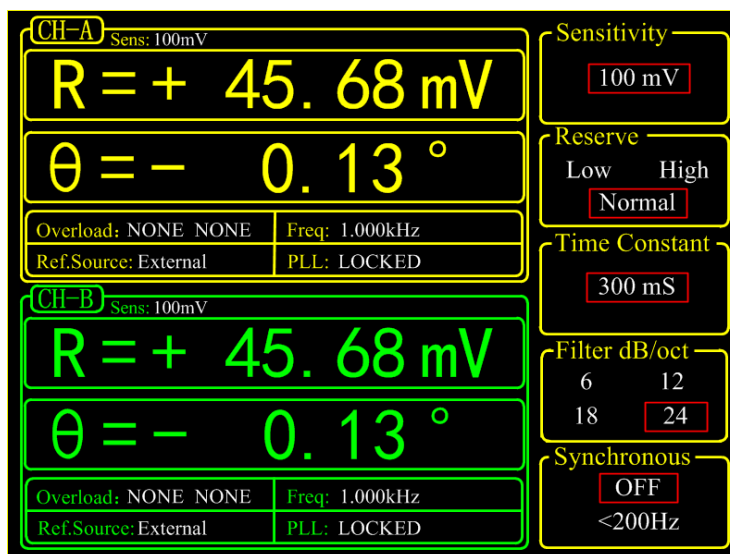 CH-A Sens: 100mV
R = + 45.68 mV
θ = - 0.13 °
Overload: NONE NONE Freq: 1.000kHz
Ref.Source: External PLL: LOCKED
CH-B Sens: 100mV
R = + 45.68 mV
θ = - 0.13 °
Overload: NONE NONE Freq: 1.000kHz
Ref.Source: External PLL: LOCKED
Sensitivity
100 mV
Reserve
Low High
Normal
Time Constant
300 mS
Filter dB/oct
6 12
18 24
Synchronous
OFF
<200Hz